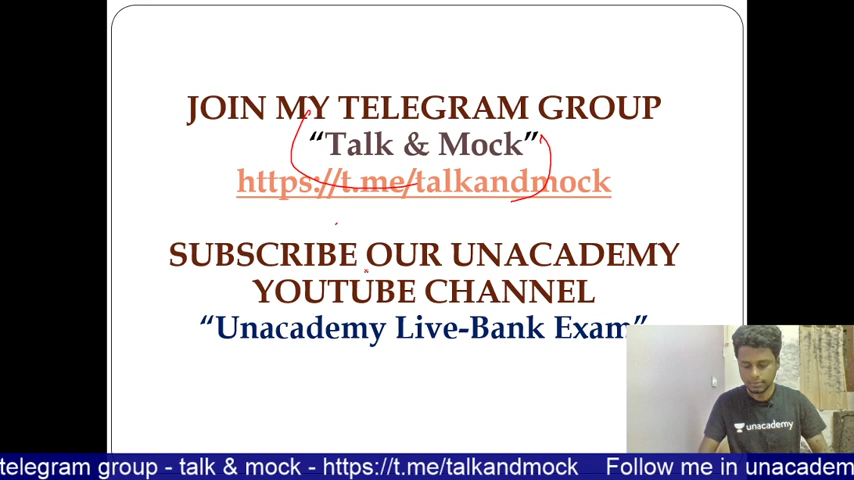 JOIN MY TELEGRAM GROUP
“Talk & Mock”
https://t.me/talkandmock
SUBSCRIBE OUR UNACADEMY
YOUTUBE CHANNEL
“Unacademy Live-Bank Exam”
unacademy
telegram group - talk & mock - https://t.me/talkandmock Follow me in unacadem